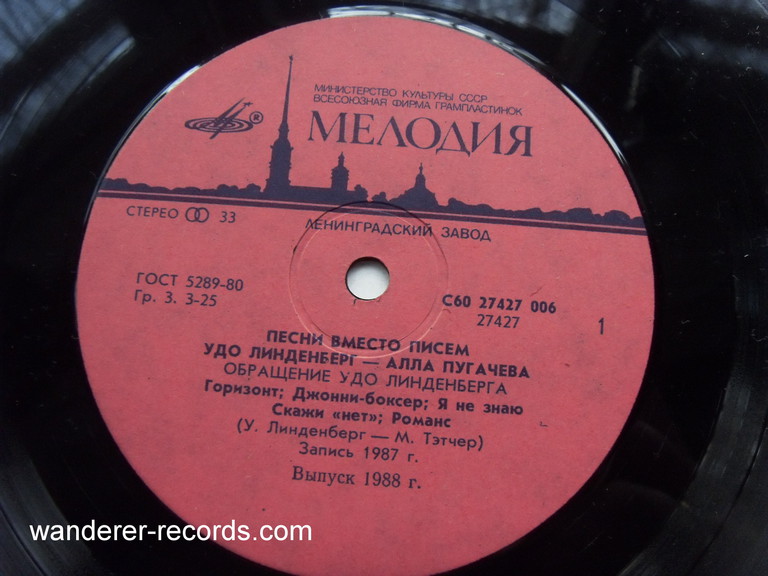 МИНИСТЕРСТВО КУЛЬТУРЫ СССР
ВСЕСОЮЗНАЯ ФИРМА ГРАМПЛАСТИНОК
®
МЕЛОДИЯ
СТЕРЕО 33
ЛЕНИНГРАДСКИЙ ЗАВОД
ГОСТ 5289-80
Гр. 3. 3-25
С60 27427 006
27427
1
ПЕСНИ ВМЕСТО ПИСЕМ
УДО ЛИНДЕНБЕРГ — АЛЛА ПУГАЧЕВА
ОБРАЩЕНИЕ УДО ЛИНДЕНБЕРГА
Горизонт; Джонни-боксер; Я не знаю
Скажи «нет»; Романс
(У. Линденберг — М. Тэтчер)
Запись 1987 г.
Выпуск 1988 г.
wanderer-records.com